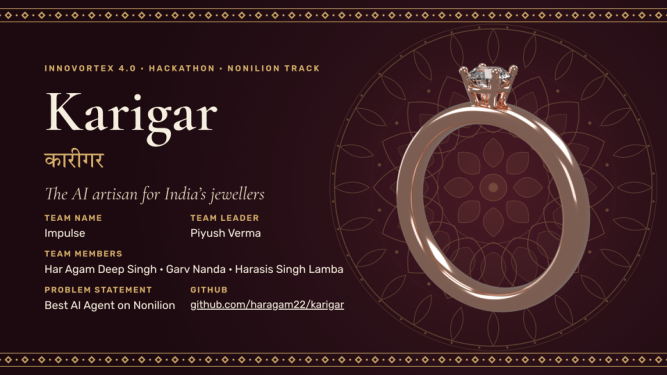 INNOVORTEX 4.0 • HACKATHON • NONILION TRACK
Karigar
कारीगर
The AI artisan for India's jewellers
TEAM NAME
Impulse
TEAM LEADER
Piyush Verma
TEAM MEMBERS
Har Agam Deep Singh • Garv Nanda • Harasis Singh Lamba
PROBLEM STATEMENT
Best AI Agent on Nonilion
GITHUB
github.com/haragam22/karigar